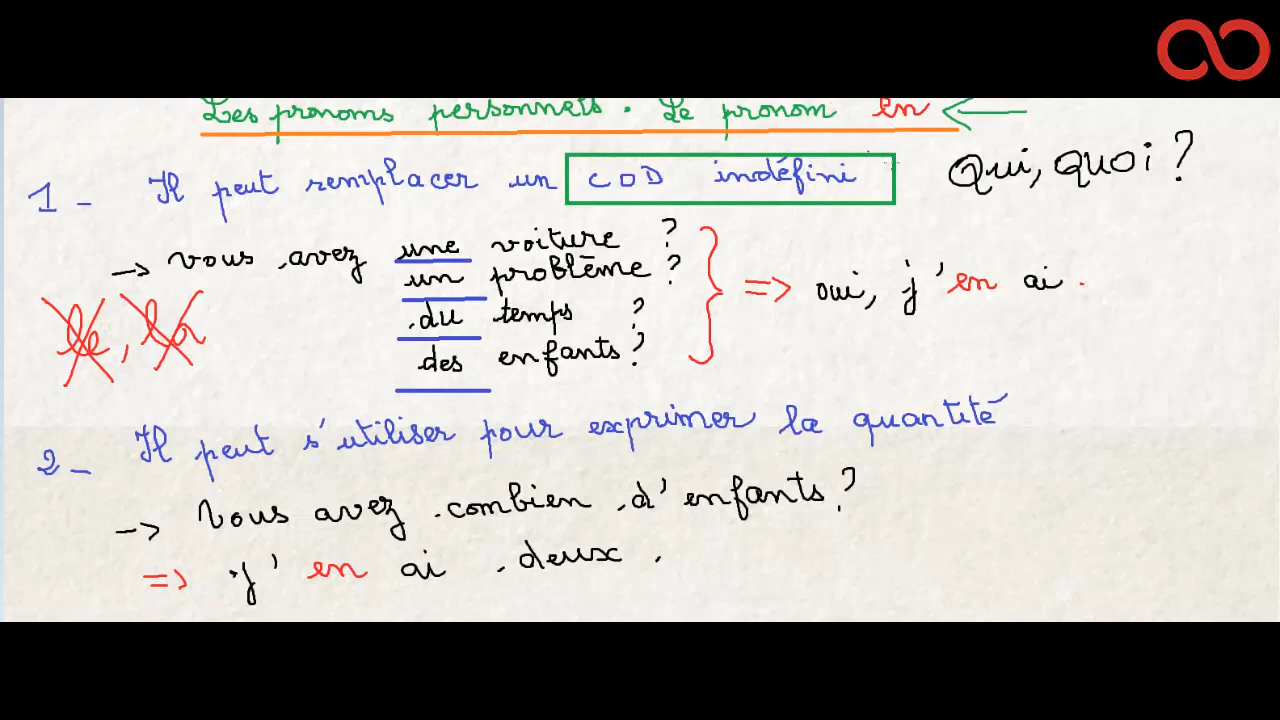 Les pronoms personnels. Le pronom en
1 - Il peut remplacer un COD indéfini
Qui, quoi ?
→ vous avez une voiture ?
un problème ?
du temps ?
des enfants ?
=> oui, j'en ai.
le, la
2 - Il peut s'utiliser pour exprimer la quantité
→ Vous avez combien d'enfants ?
=> j'en ai deux.